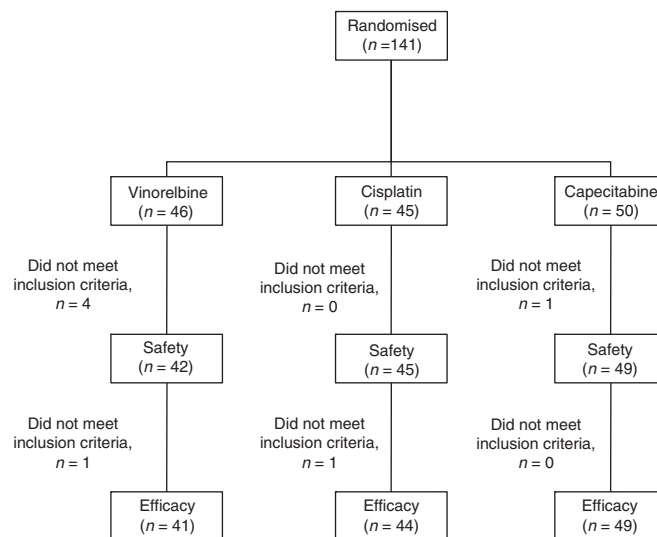 Randomised
(n =141)
Vinorelbine
(n = 46)
Cisplatin
(n = 45)
Capecitabine
(n = 50)
Did not meet
inclusion criteria,
n = 4
Did not meet
inclusion criteria,
n = 0
Did not meet
inclusion criteria,
n = 1
Safety
(n = 42)
Safety
(n = 45)
Safety
(n = 49)
Did not meet
inclusion criteria,
n = 1
Did not meet
inclusion criteria,
n = 1
Did not meet
inclusion criteria,
n = 0
Efficacy
(n = 41)
Efficacy
(n = 44)
Efficacy
(n = 49)